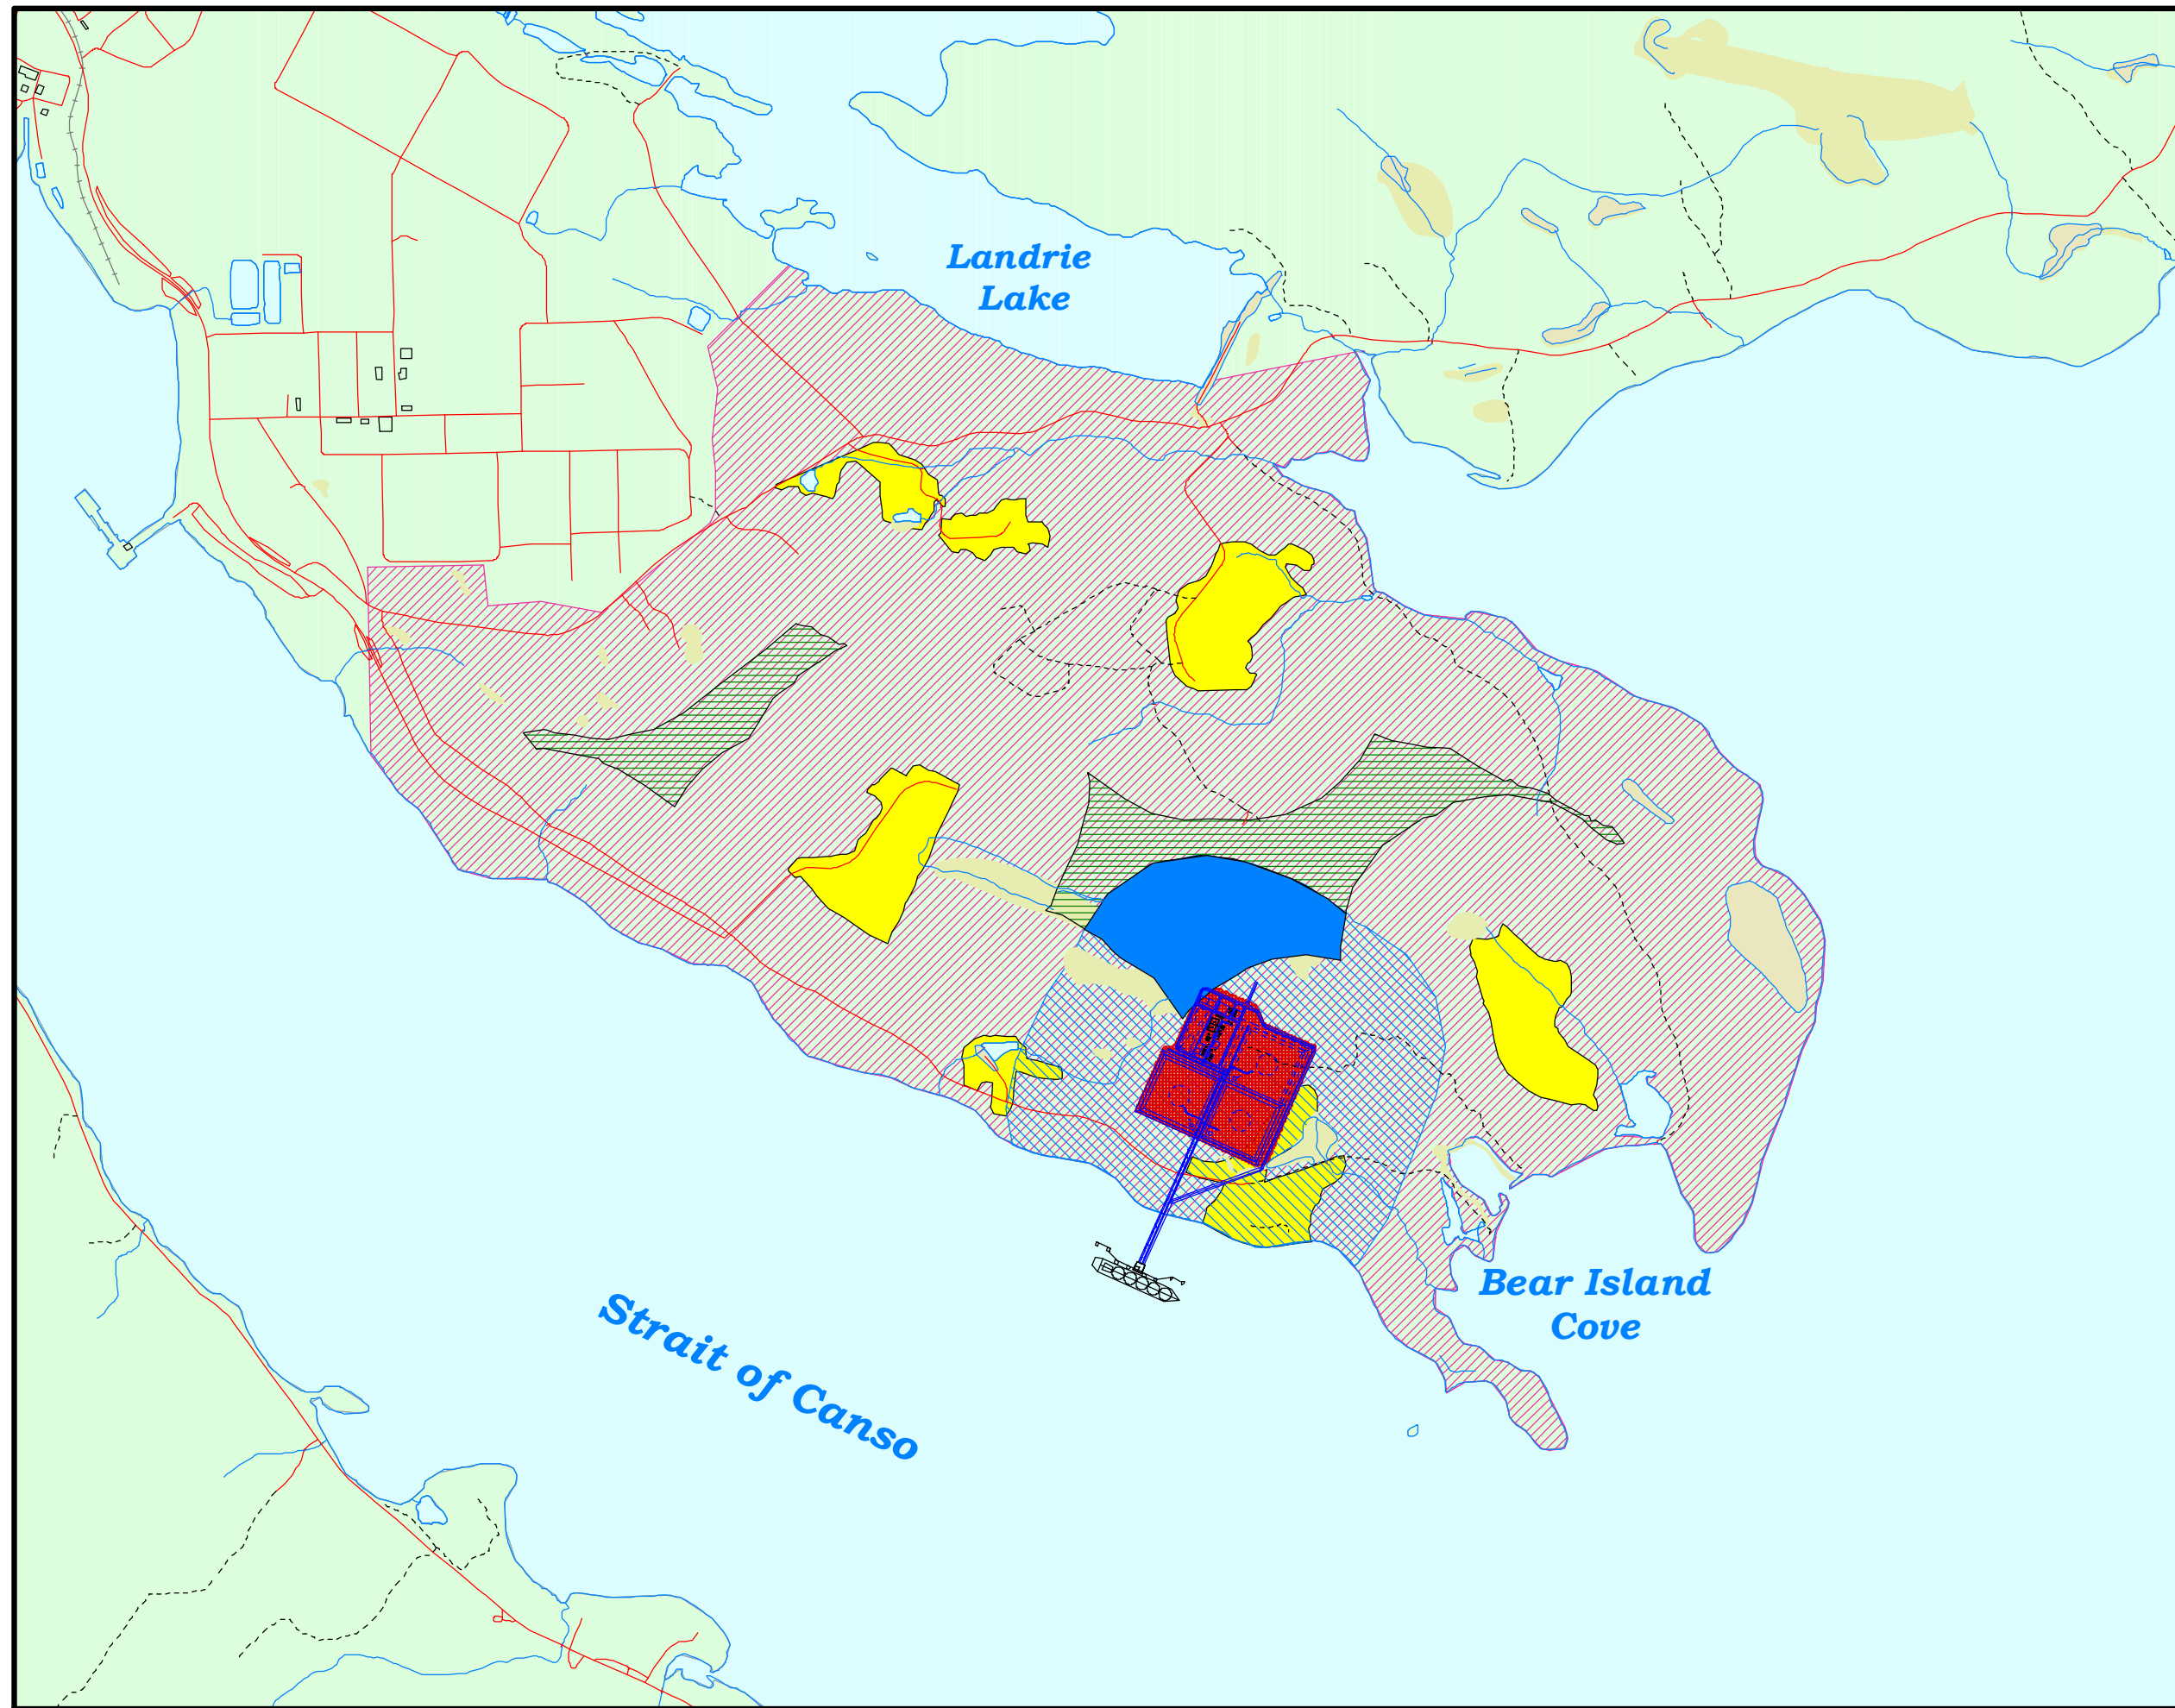 Landrie
Lake
Bear Island
Cove
Strait of Canso